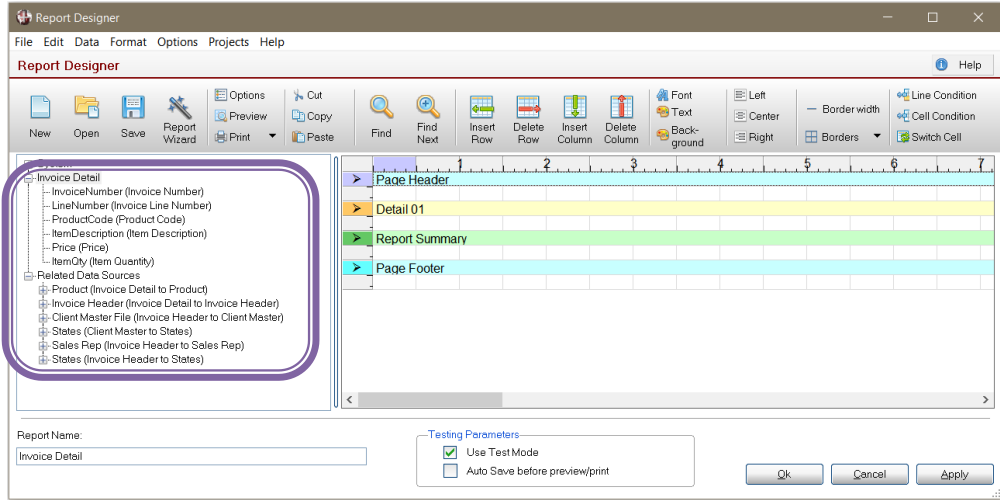 Report Designer
File Edit Data Format Options Projects Help
Report Designer
Help
New
Open
Save
Report Wizard
Options
Preview
Print
Cut
Copy
Paste
Find
Find Next
Insert Row
Delete Row
Insert Column
Delete Column
Font
Text
Back-ground
Left
Center
Right
Border width
Borders
Line Condition
Cell Condition
Switch Cell
System
Invoice Detail
InvoiceNumber (Invoice Number)
LineNumber (Invoice Line Number)
ProductCode (Product Code)
ItemDescription (Item Description)
Price (Price)
ItemQty (Item Quantity)
Related Data Sources
Product (Invoice Detail to Product)
Invoice Header (Invoice Detail to Invoice Header)
Client Master File (Invoice Header to Client Master)
States (Client Master to States)
Sales Rep (Invoice Header to Sales Rep)
States (Invoice Header to States)
1 2 3 4 5 6 7
Page Header
Detail 01
Report Summary
Page Footer
Report Name:
Invoice Detail
Testing Parameters
Use Test Mode
Auto Save before preview/print
Ok
Cancel
Apply